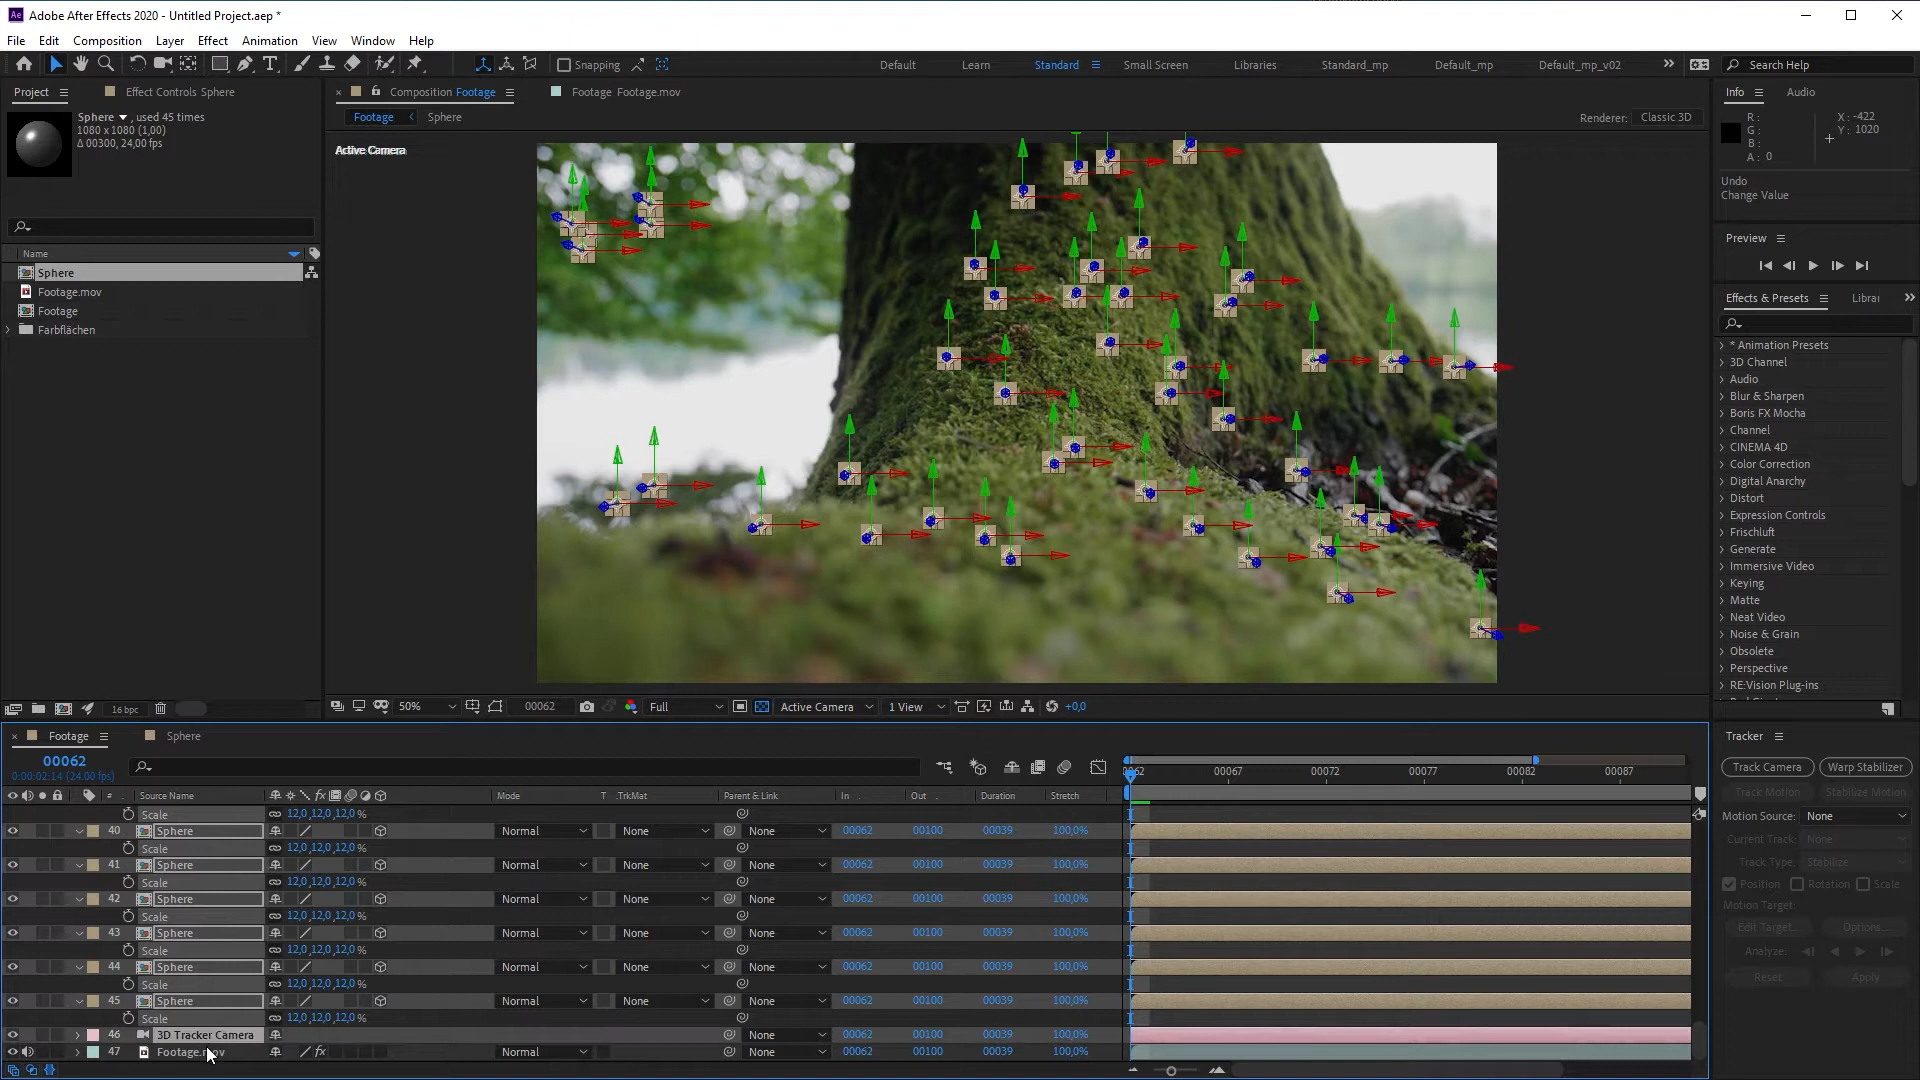 Adobe After Effects 2020 - Untitled Project.aep *
File Edit Composition Layer Effect Animation View Window Help
Snapping
Default Learn Standard Small Screen Libraries Standard_mp Default_mp Default_mp_v02 Search Help
Project Effect Controls Sphere
Sphere , used 45 times
1080 x 1080 (1,00)
Δ 00300, 24,00 fps
Name
Sphere
Footage.mov
Footage
Farbflächen
16 bpc
Composition Footage
Footage Footage.mov
Footage Sphere
Renderer: Classic 3D
Active Camera
50% 00062 Full Active Camera 1 View +0,0
Info Audio
R :
G :
B :
A : 0
X : -422
Y : 1020
Undo
Change Value
Preview
Effects & Presets Librar
* Animation Presets
3D Channel
Audio
Blur & Sharpen
Boris FX Mocha
Channel
CINEMA 4D
Color Correction
Digital Anarchy
Distort
Expression Controls
Frischluft
Generate
Immersive Video
Keying
Matte
Neat Video
Noise & Grain
Obsolete
Perspective
RE:Vision Plug-ins
Footage Sphere
00062
0:00:02:14 (24.00 fps)
# Source Name Mode T .TrkMat Parent & Link In Out Duration Stretch
0062 00067 00072 00077 00082 00087
Scale 12,0,12,0,12,0 %
40 Sphere Normal None None 00062 00100 00039 100,0%
Scale 12,0,12,0,12,0 %
41 Sphere Normal None None 00062 00100 00039 100,0%
Scale 12,0,12,0,12,0 %
42 Sphere Normal None None 00062 00100 00039 100,0%
Scale 12,0,12,0,12,0 %
43 Sphere Normal None None 00062 00100 00039 100,0%
Scale 12,0,12,0,12,0 %
44 Sphere Normal None None 00062 00100 00039 100,0%
Scale 12,0,12,0,12,0 %
45 Sphere Normal None None 00062 00100 00039 100,0%
Scale 12,0,12,0,12,0 %
46 3D Tracker Camera None 00062 00100 00039 100,0%
47 Footage.mov Normal None 00062 00100 00039 100,0%
Tracker
Track Camera Warp Stabilizer
Track Motion Stabilize Motion
Motion Source: None
Current Track: None
Track Type: Stabilize
Position Rotation Scale
Motion Target:
Edit Target... Options...
Analyze:
Reset Apply